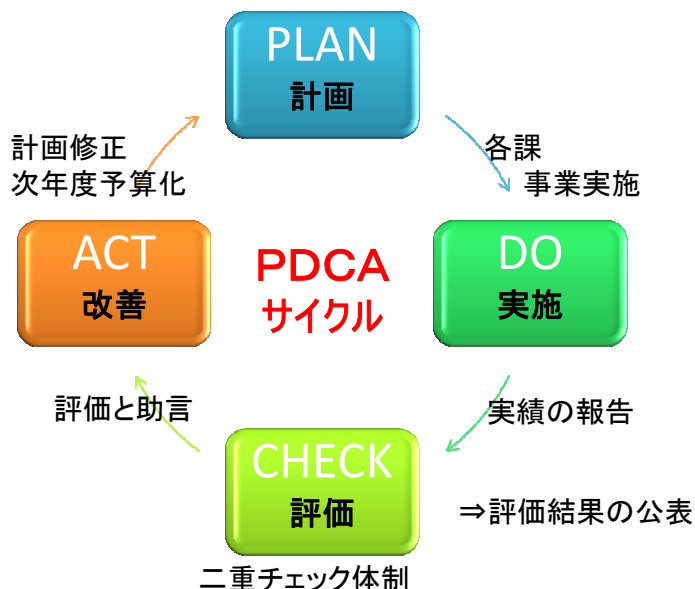 PLAN
計画
計画修正
次年度予算化
各課
事業実施
ACT
改善
PDCA
サイクル
DO
実施
評価と助言
実績の報告
CHECK
評価
⇒評価結果の公表
二重チェック体制